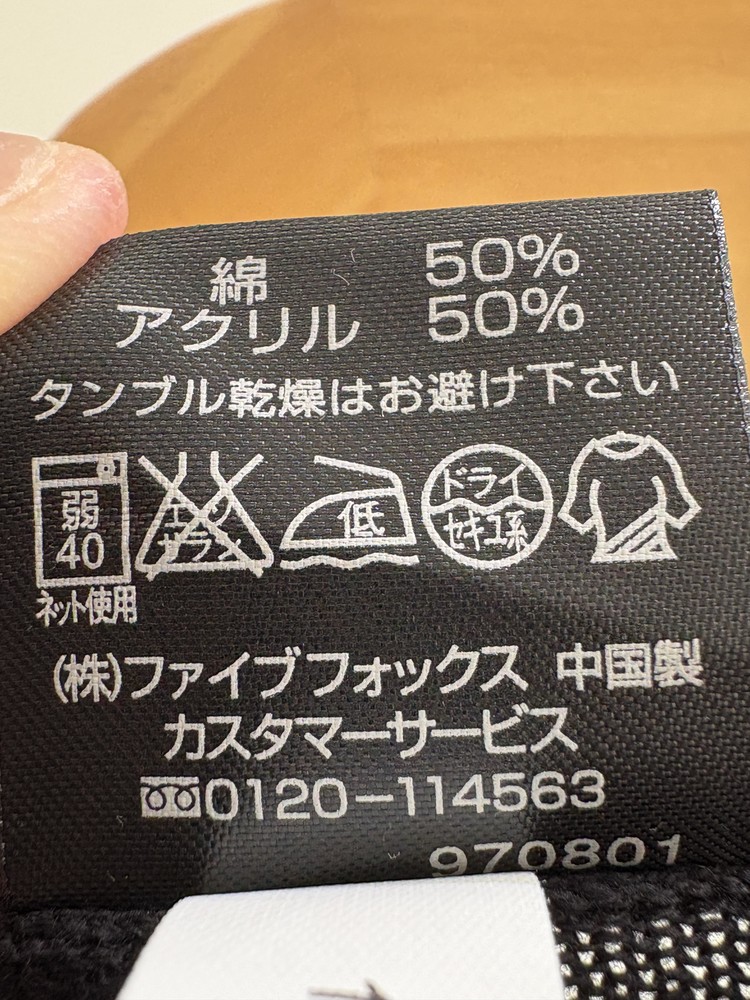 綿 50%
アクリル 50%
タンブル乾燥はお避け下さい
弱 40
エンソ サラシ
低
ドライ セキユ系
ネット使用
(株)ファイブフォックス 中国製
カスタマーサービス
0120-114563
970801